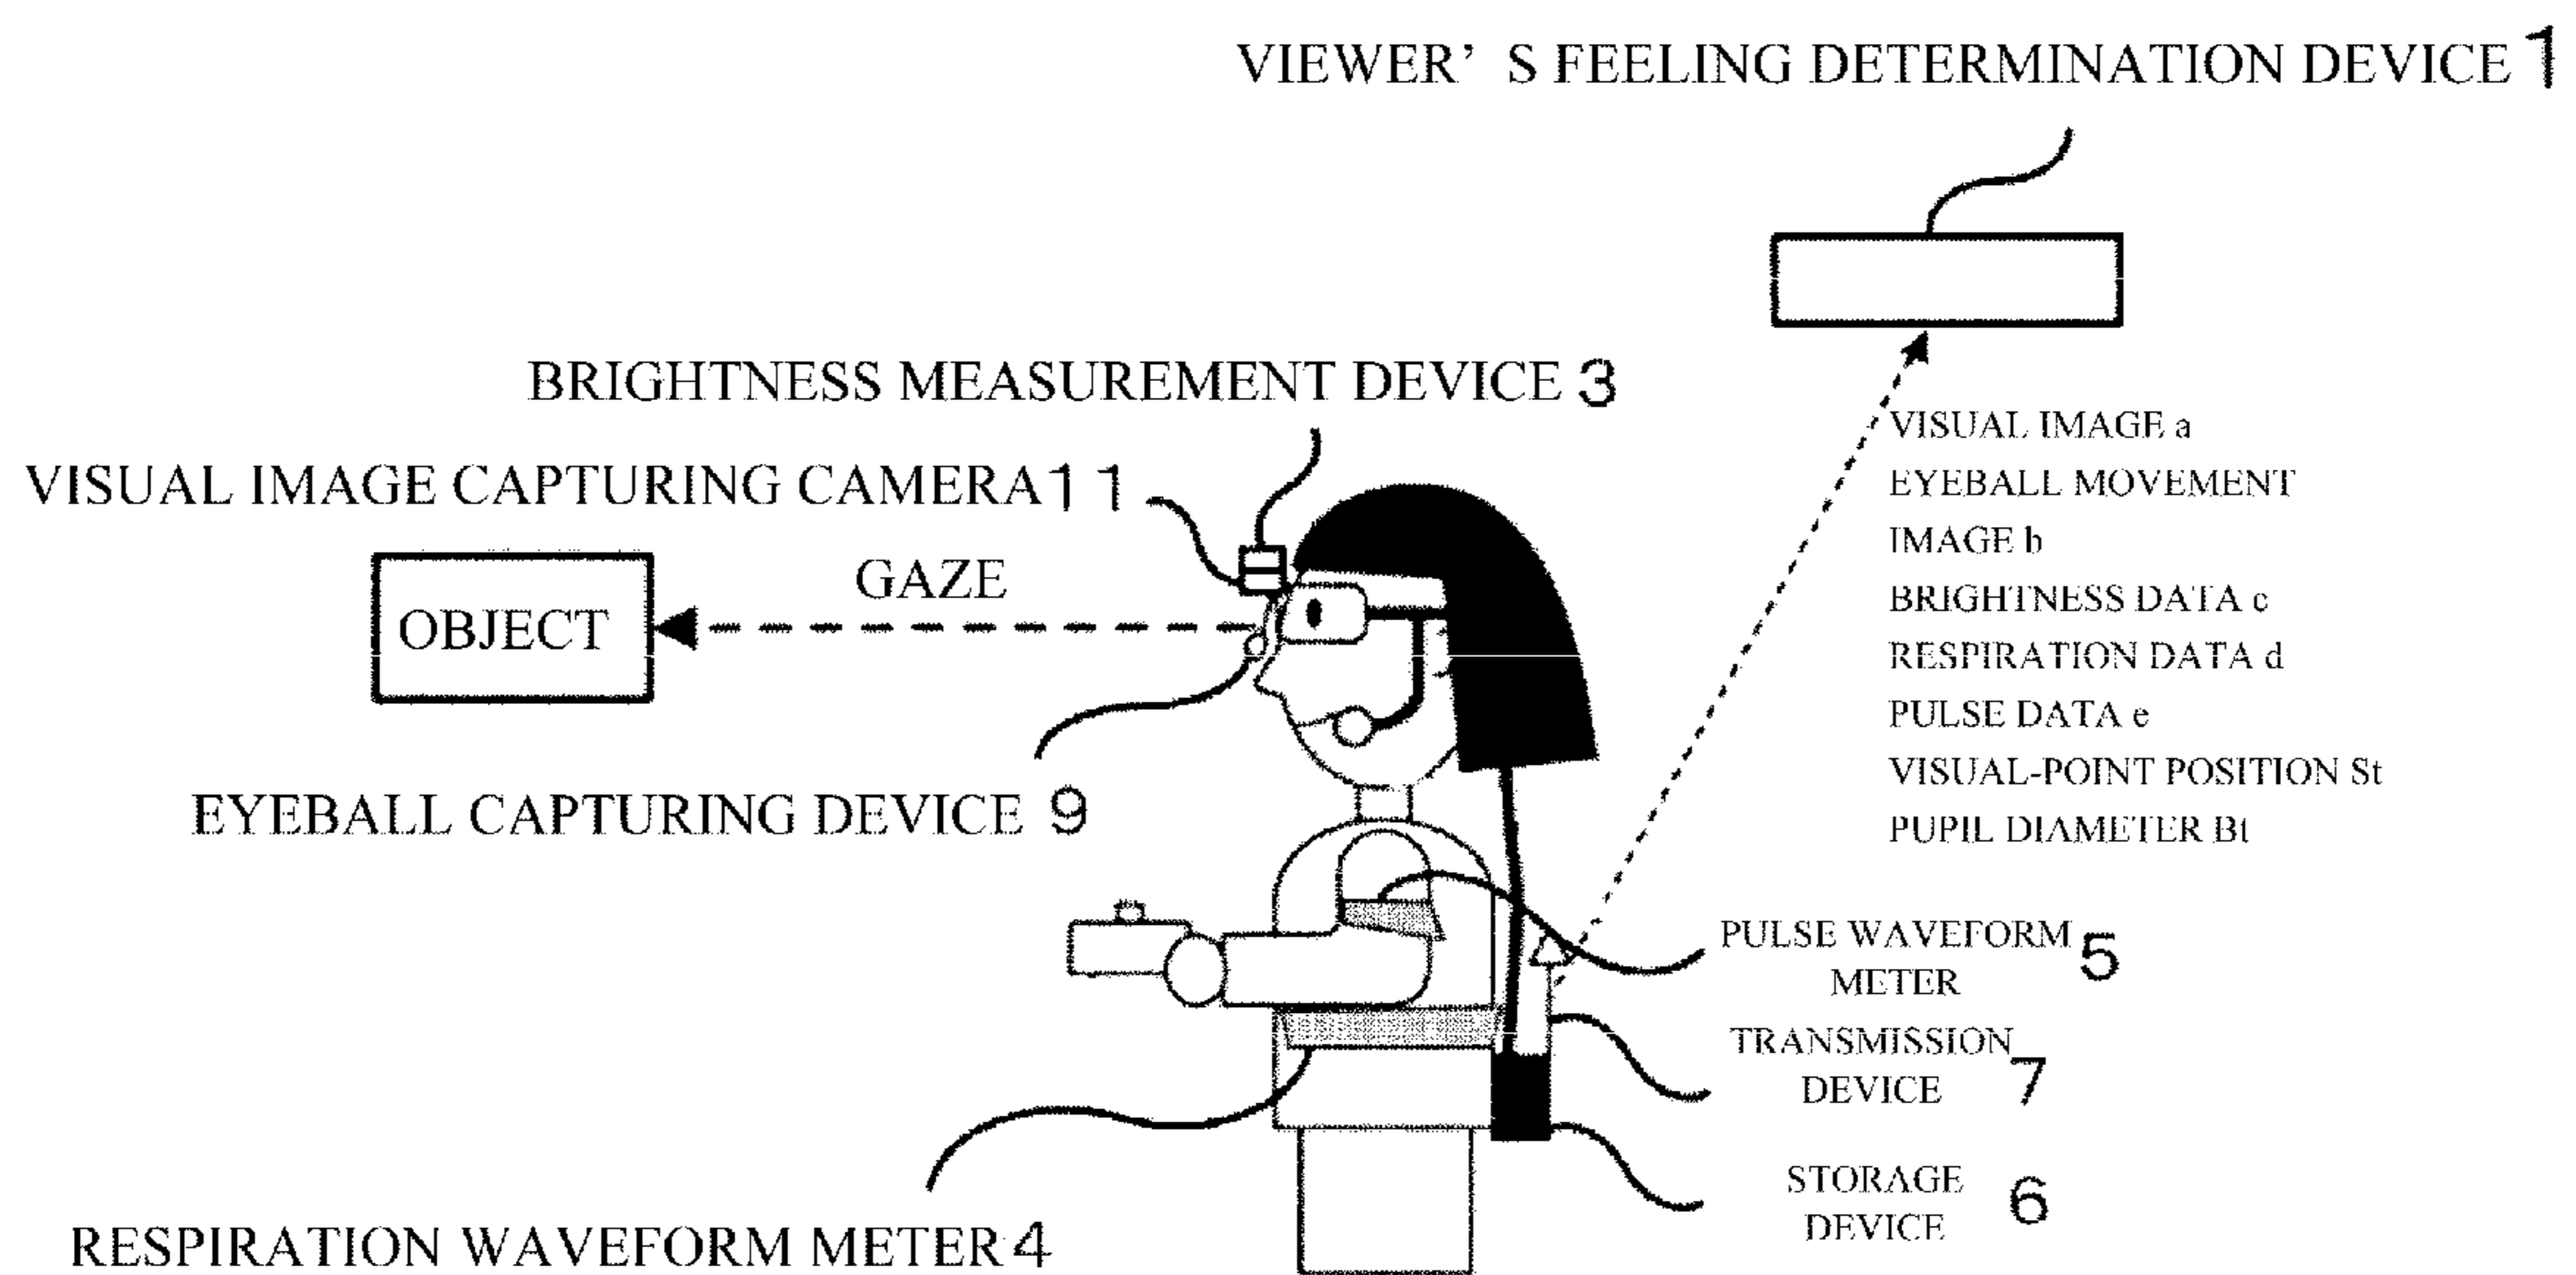 VIEWER' S FEELING DETERMINATION DEVICE 1
BRIGHTNESS MEASUREMENT DEVICE 3
VISUAL IMAGE CAPTURING CAMERA 11
GAZE
OBJECT
EYEBALL CAPTURING DEVICE 9
VISUAL IMAGE a
EYEBALL MOVEMENT
IMAGE b
BRIGHTNESS DATA c
RESPIRATION DATA d
PULSE DATA e
VISUAL-POINT POSITION St
PUPIL DIAMETER Bt
PULSE WAVEFORM
METER 5
TRANSMISSION
DEVICE 7
STORAGE
DEVICE 6
RESPIRATION WAVEFORM METER 4